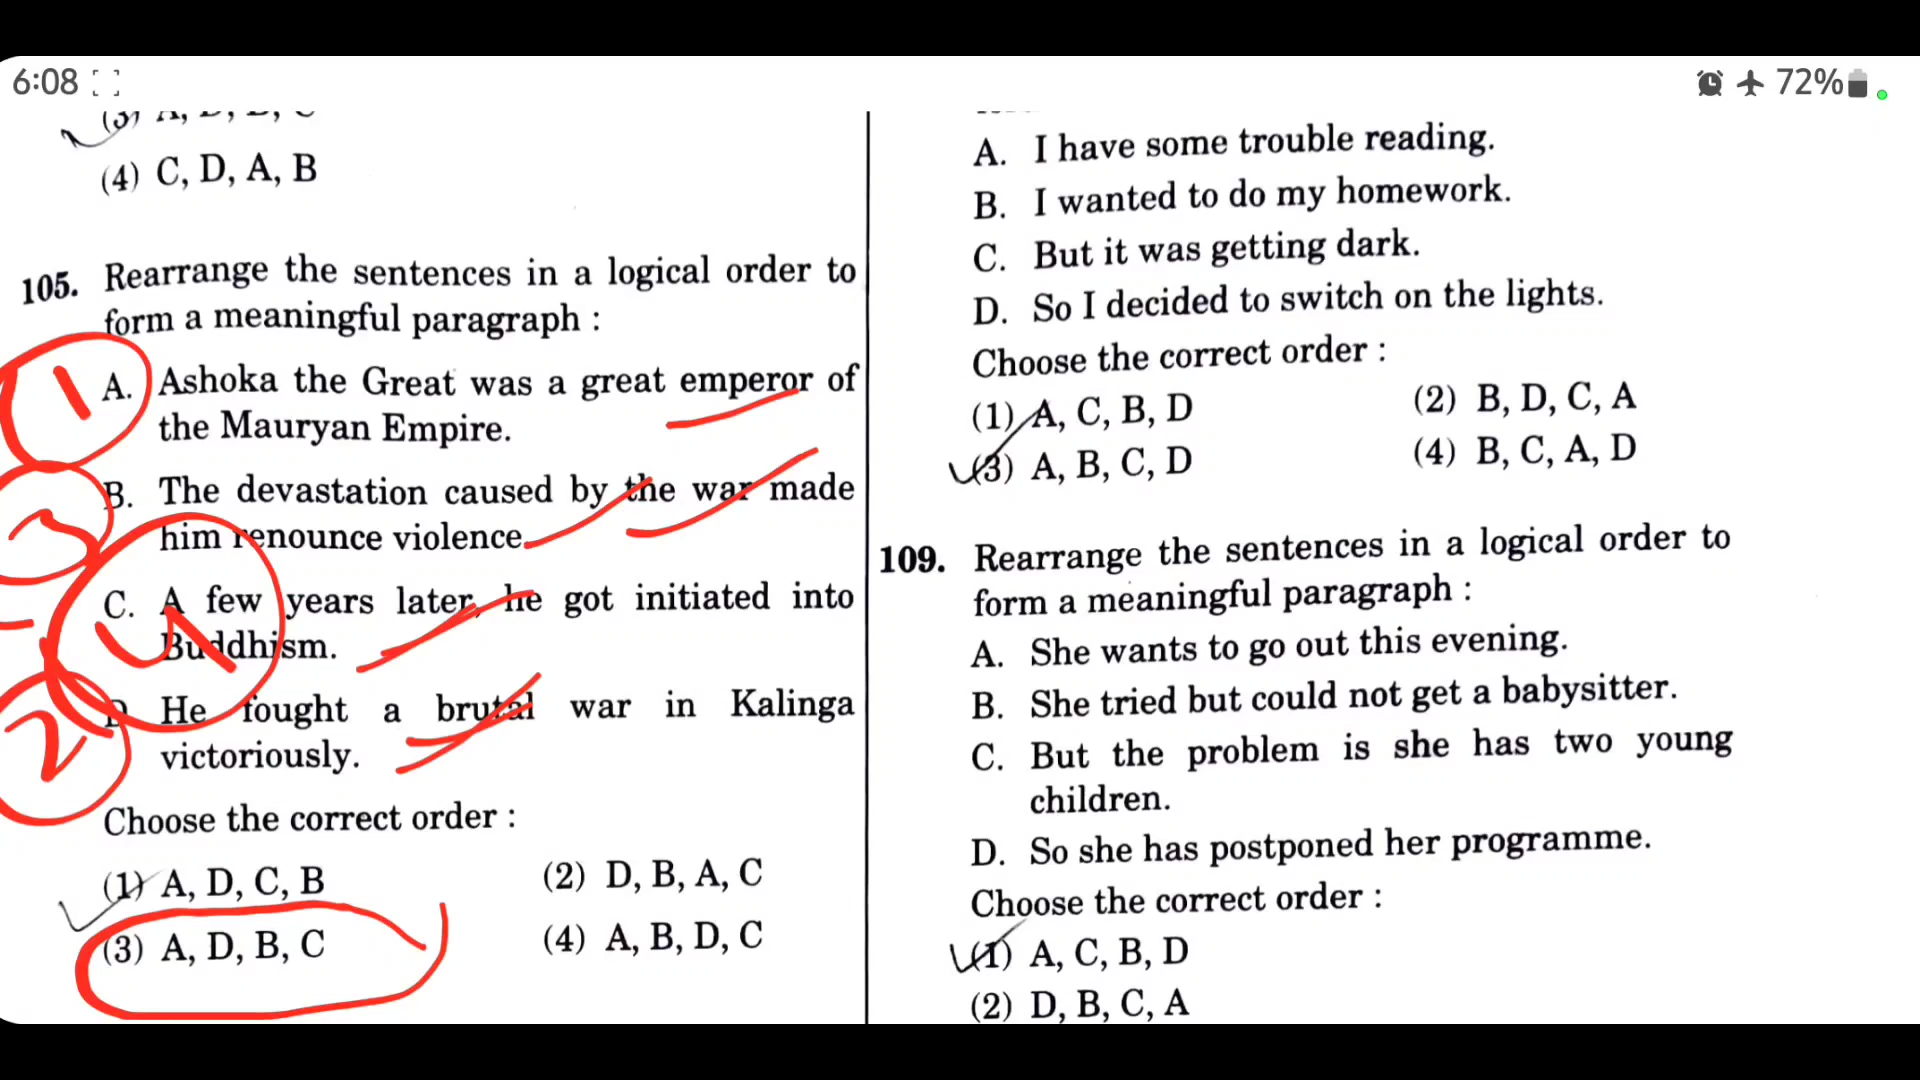 6:08
72%
(4) C, D, A, B
105. Rearrange the sentences in a logical order to
form a meaningful paragraph :
1
A. Ashoka the Great was a great emperor of
the Mauryan Empire.
3
B. The devastation caused by the war made
him renounce violence.
4
C. A few years later, he got initiated into
Buddhism.
2
D. He fought a brutal war in Kalinga
victoriously.
Choose the correct order :
(1) A, D, C, B (2) D, B, A, C
(3) A, D, B, C (4) A, B, D, C
A. I have some trouble reading.
B. I wanted to do my homework.
C. But it was getting dark.
D. So I decided to switch on the lights.
Choose the correct order :
(1) A, C, B, D (2) B, D, C, A
(3) A, B, C, D (4) B, C, A, D
109. Rearrange the sentences in a logical order to
form a meaningful paragraph :
A. She wants to go out this evening.
B. She tried but could not get a babysitter.
C. But the problem is she has two young
children.
D. So she has postponed her programme.
Choose the correct order :
(1) A, C, B, D
(2) D, B, C, A